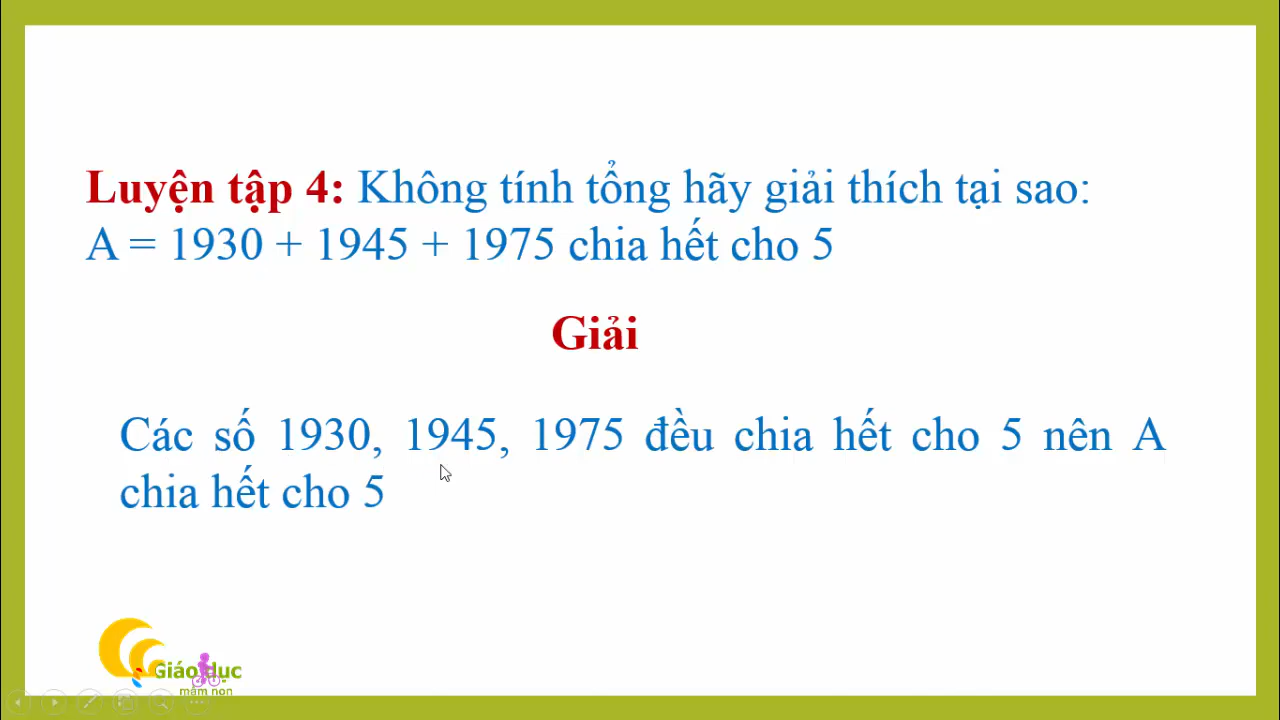 Luyện tập 4: Không tính tổng hãy giải thích tại sao:
A = 1930 + 1945 + 1975 chia hết cho 5
Giải
Các số 1930, 1945, 1975 đều chia hết cho 5 nên A
chia hết cho 5
Giáo dục
mầm non